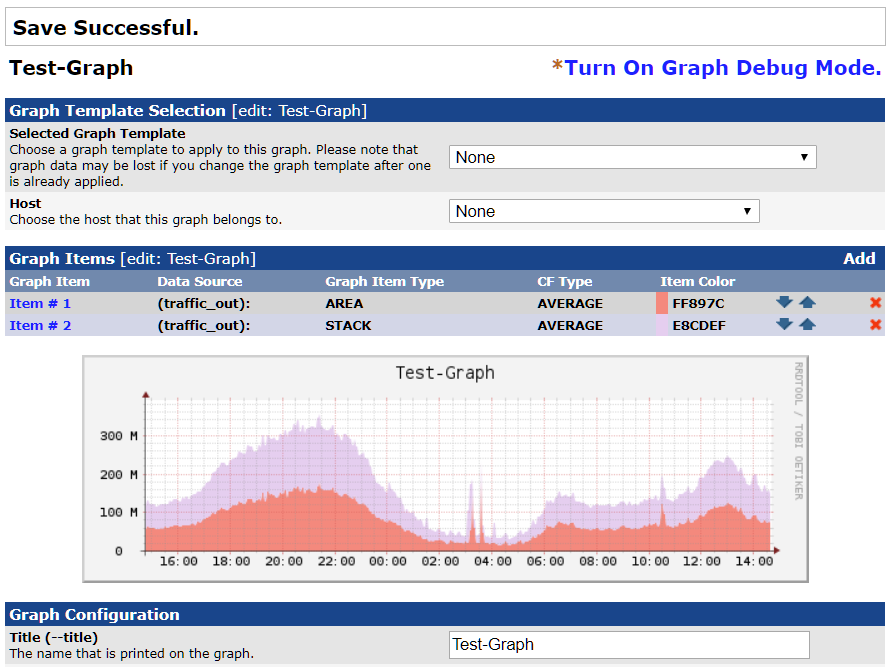 Save Successful.
Test-Graph
*Turn On Graph Debug Mode.
Graph Template Selection [edit: Test-Graph]
Selected Graph Template
Choose a graph template to apply to this graph. Please note that
graph data may be lost if you change the graph template after one
is already applied.
None
Host
Choose the host that this graph belongs to.
None
Graph Items [edit: Test-Graph] Add
Graph Item Data Source Graph Item Type CF Type Item Color
Item # 1 (traffic_out): AREA AVERAGE FF897C
Item # 2 (traffic_out): STACK AVERAGE E8CDEF
Test-Graph
RRDTOOL / TOBI OETIKER
300 M
200 M
100 M
0
16:00 18:00 20:00 22:00 00:00 02:00 04:00 06:00 08:00 10:00 12:00 14:00
Graph Configuration
Title (--title)
The name that is printed on the graph.
Test-Graph